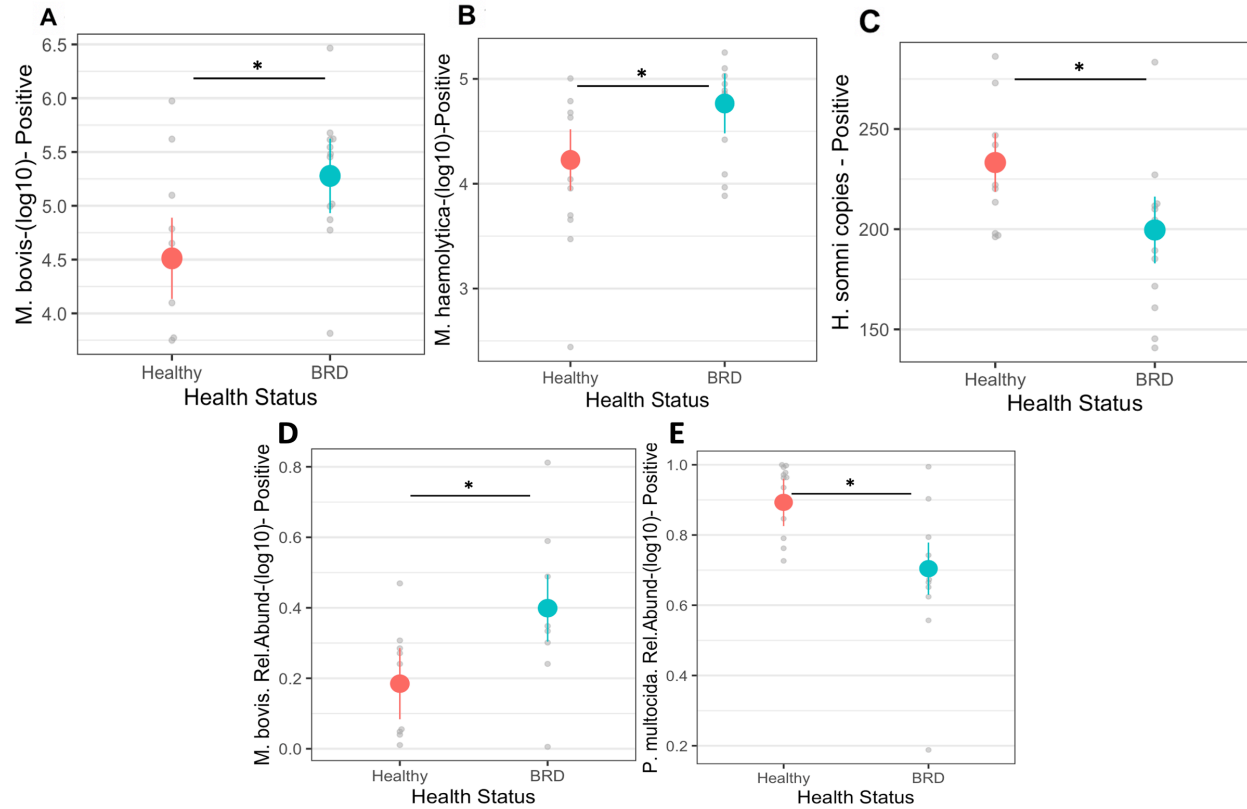 A
M. bovis-(log10)- Positive
6.5
6.0
5.5
5.0
4.5
4.0
*
Healthy
BRD
Health Status
B
M. haemolytica-(log10)-Positive
5
4
3
*
Healthy
BRD
Health Status
C
H. somni copies - Positive
250
200
150
*
Healthy
BRD
Health Status
D
M. bovis. Rel.Abund-(log10)- Positive
0.8
0.6
0.4
0.2
0.0
*
Healthy
BRD
Health Status
E
P. multocida. Rel.Abund-(log10)- Positive
1.0
0.8
0.6
0.4
0.2
*
Healthy
BRD
Health Status